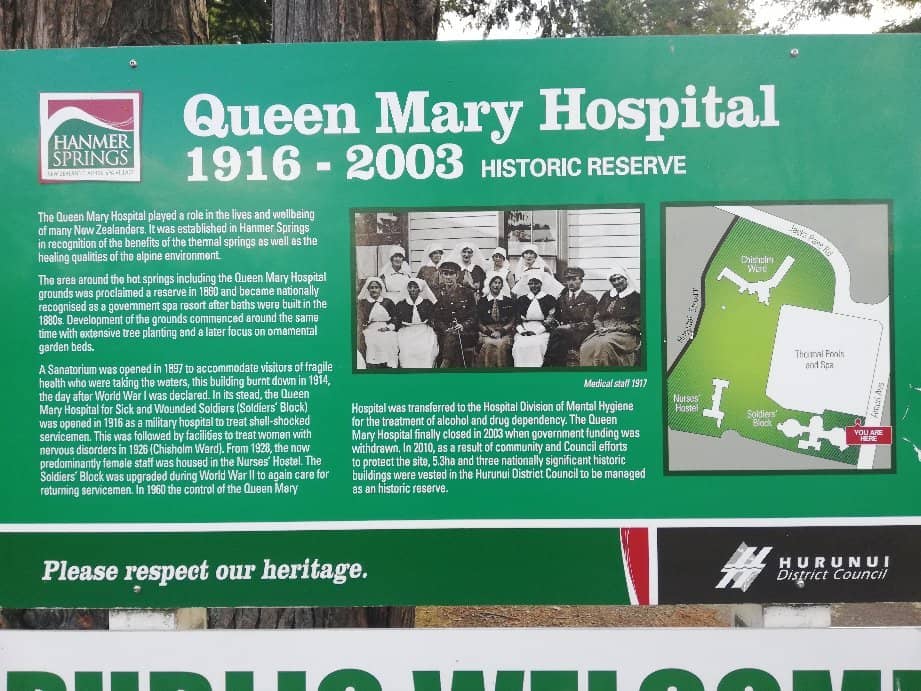 HANMER
SPRINGS
Queen Mary Hospital
1916 - 2003 HISTORIC RESERVE
The Queen Mary Hospital played a role in the lives and wellbeing
of many New Zealanders. It was established in Hanmer Springs
in recognition of the benefits of the thermal springs as well as the
healing qualities of the alpine environment.
The area around the hot springs including the Queen Mary Hospital
grounds was proclaimed a reserve in 1860 and became nationally
recognised as a government spa resort after baths were built in the
1880s. Development of the grounds commenced around the same
time with extensive tree planting and a later focus on ornamental
garden beds.
A Sanatorium was opened in 1897 to accommodate visitors of fragile
health who were taking the waters, this building burnt down in 1914,
the day after World War I was declared. In its stead, the Queen
Mary Hospital for Sick and Wounded Soldiers (Soldiers' Block)
was opened in 1916 as a military hospital to treat shell-shocked
servicemen. This was followed by facilities to treat women with
nervous disorders in 1926 (Chisholm Ward). From 1928, the now
predominantly female staff was housed in the Nurses' Hostel. The
Soldiers' Block was upgraded during World War II to again care for
returning servicemen. In 1960 the control of the Queen Mary
Medical staff 1917
Hospital was transferred to the Hospital Division of Mental Hygiene
for the treatment of alcohol and drug dependency. The Queen
Mary Hospital finally closed in 2003 when government funding was
withdrawn. In 2010, as a result of community and Council efforts
to protect the site, 5.3ha and three nationally significant historic
buildings were vested in the Hurunui District Council to be managed
as an historic reserve.
Jacks Pass Rd
Chisholm
Ward
Thermal Pools
and Spa
Nurses'
Hostel
Soldiers'
Block
Amuri Ave
YOU ARE
HERE
Please respect our heritage.
HURUNUI
District Council
PUBLIC WELCOME